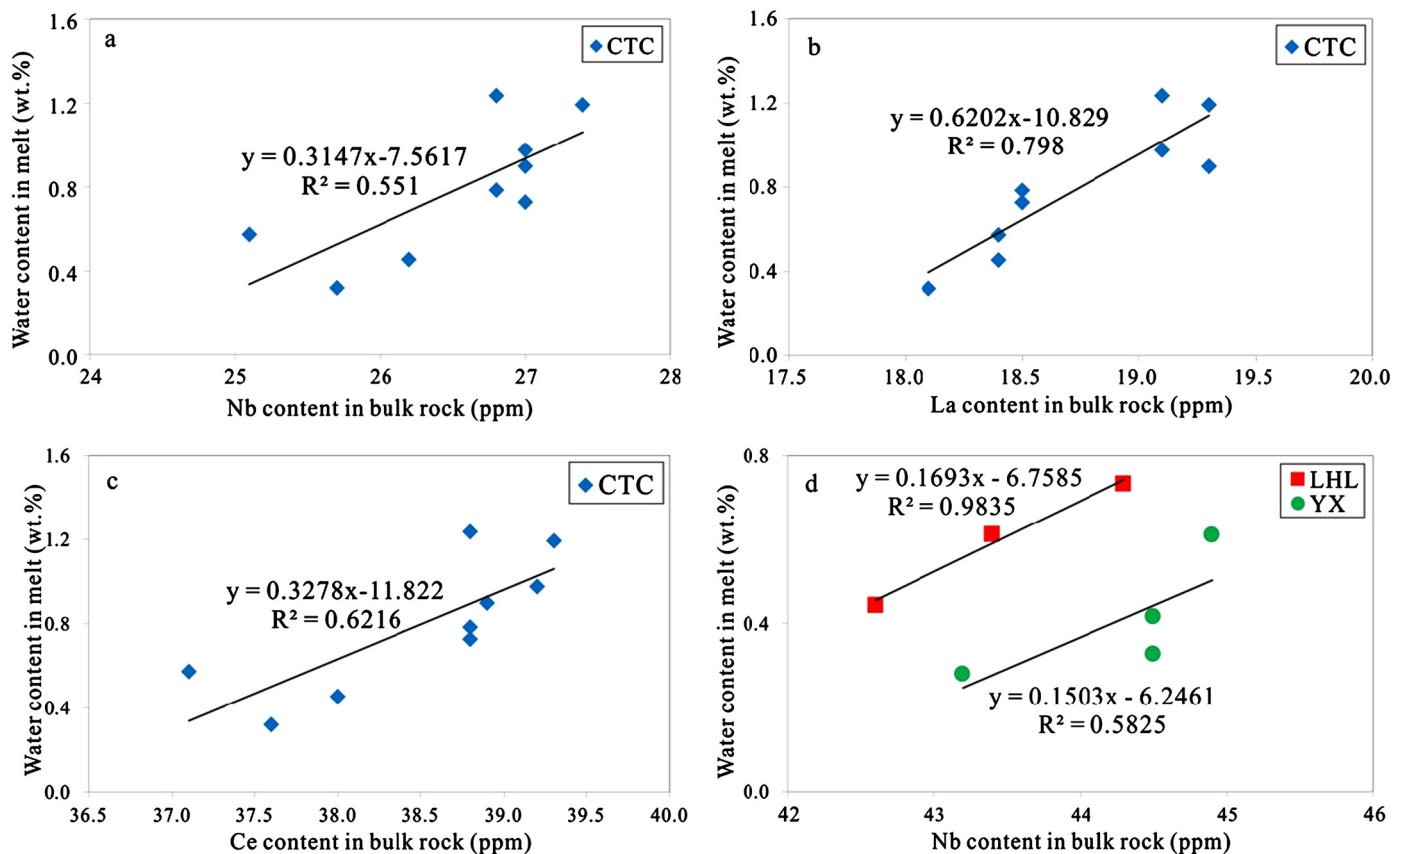 a
CTC
y = 0.3147x-7.5617
R² = 0.551
Water content in melt (wt.%)
1.6
1.2
0.8
0.4
0.0
24 25 26 27 28
Nb content in bulk rock (ppm)
b
CTC
y = 0.6202x-10.829
R² = 0.798
Water content in melt (wt.%)
1.6
1.2
0.8
0.4
0.0
17.5 18.0 18.5 19.0 19.5 20.0
La content in bulk rock (ppm)
c
CTC
y = 0.3278x-11.822
R² = 0.6216
Water content in melt (wt.%)
1.6
1.2
0.8
0.4
0.0
36.5 37.0 37.5 38.0 38.5 39.0 39.5 40.0
Ce content in bulk rock (ppm)
d
LHL
YX
y = 0.1693x - 6.7585
R² = 0.9835
y = 0.1503x - 6.2461
R² = 0.5825
Water content in melt (wt.%)
0.8
0.4
0.0
42 43 44 45 46
Nb content in bulk rock (ppm)